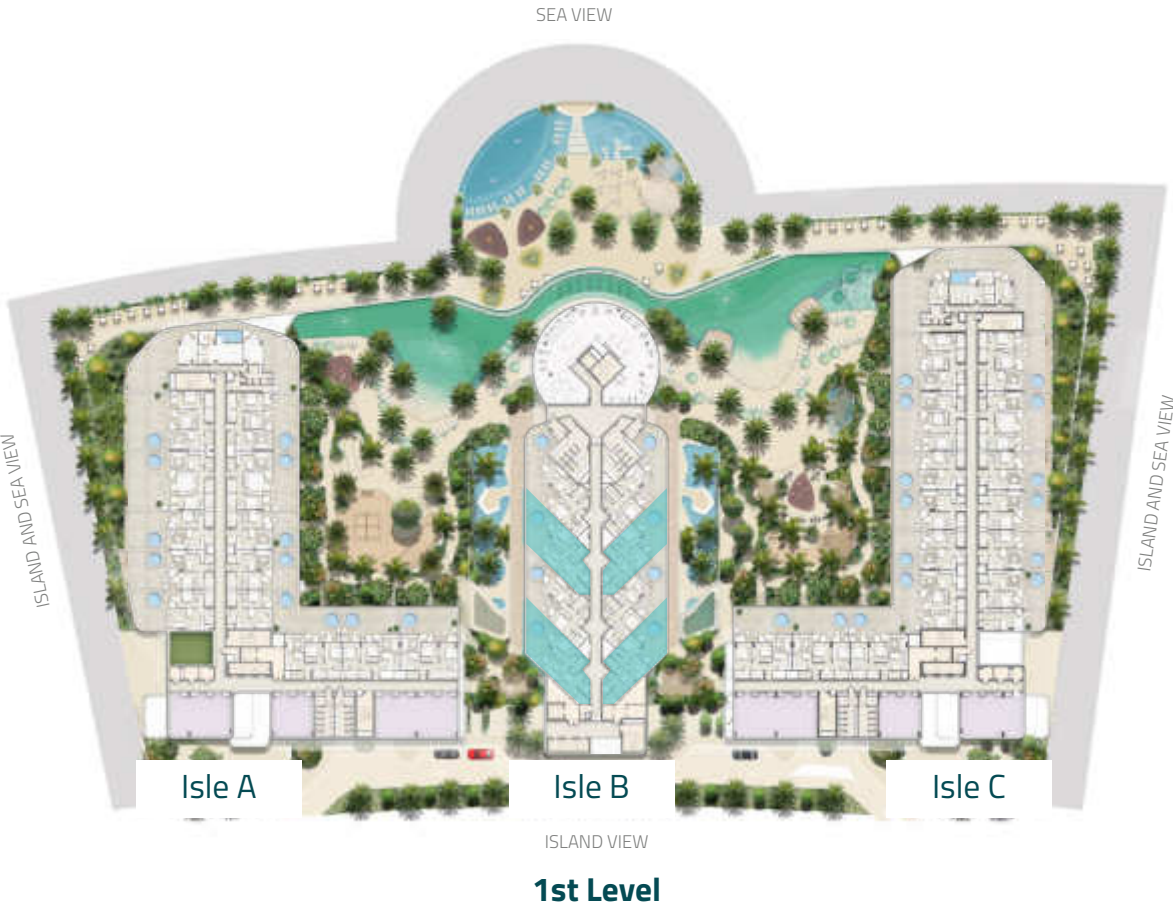 SEA VIEW
ISLAND AND SEA VIEW
ISLAND AND SEA VIEW
Isle A
Isle B
Isle C
ISLAND VIEW
1st Level